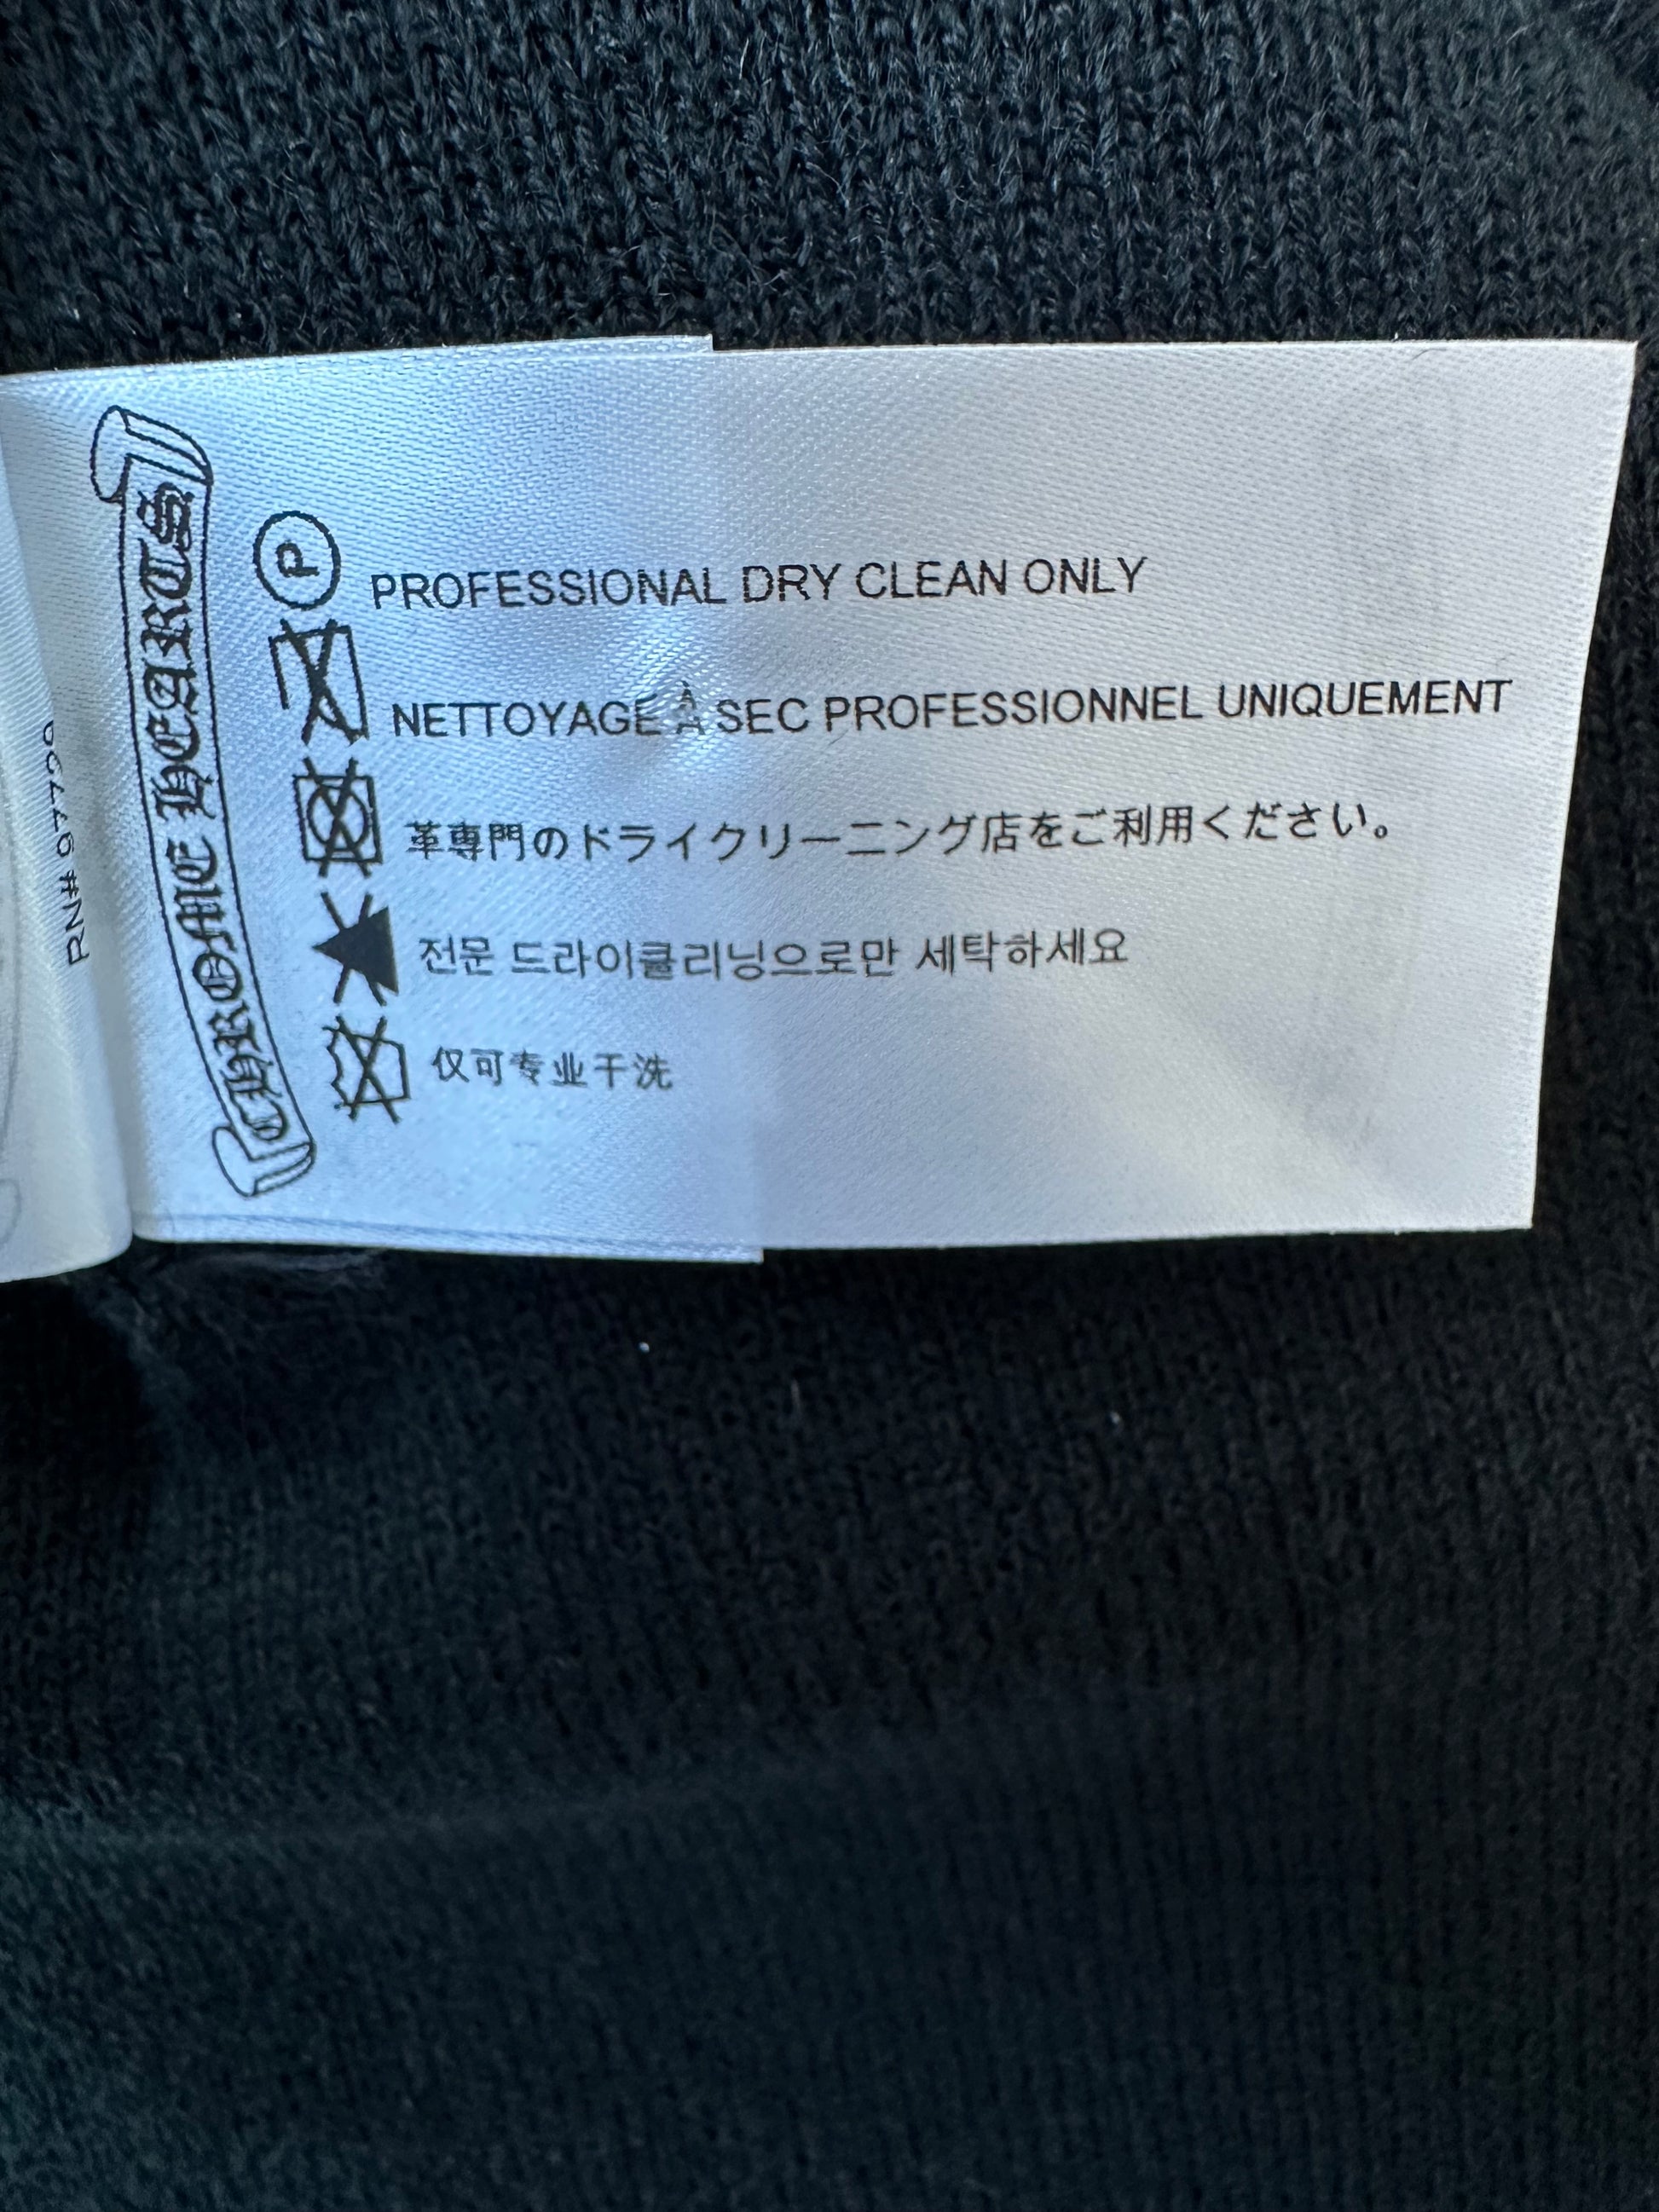 CHROME HEARTS
P
PROFESSIONAL DRY CLEAN ONLY
NETTOYAGE À SEC PROFESSIONNEL UNIQUEMENT
革専門のドライクリーニング店をご利用ください。
전문 드라이클리닝으로만 세탁하세요
仅可专业干洗
RN#